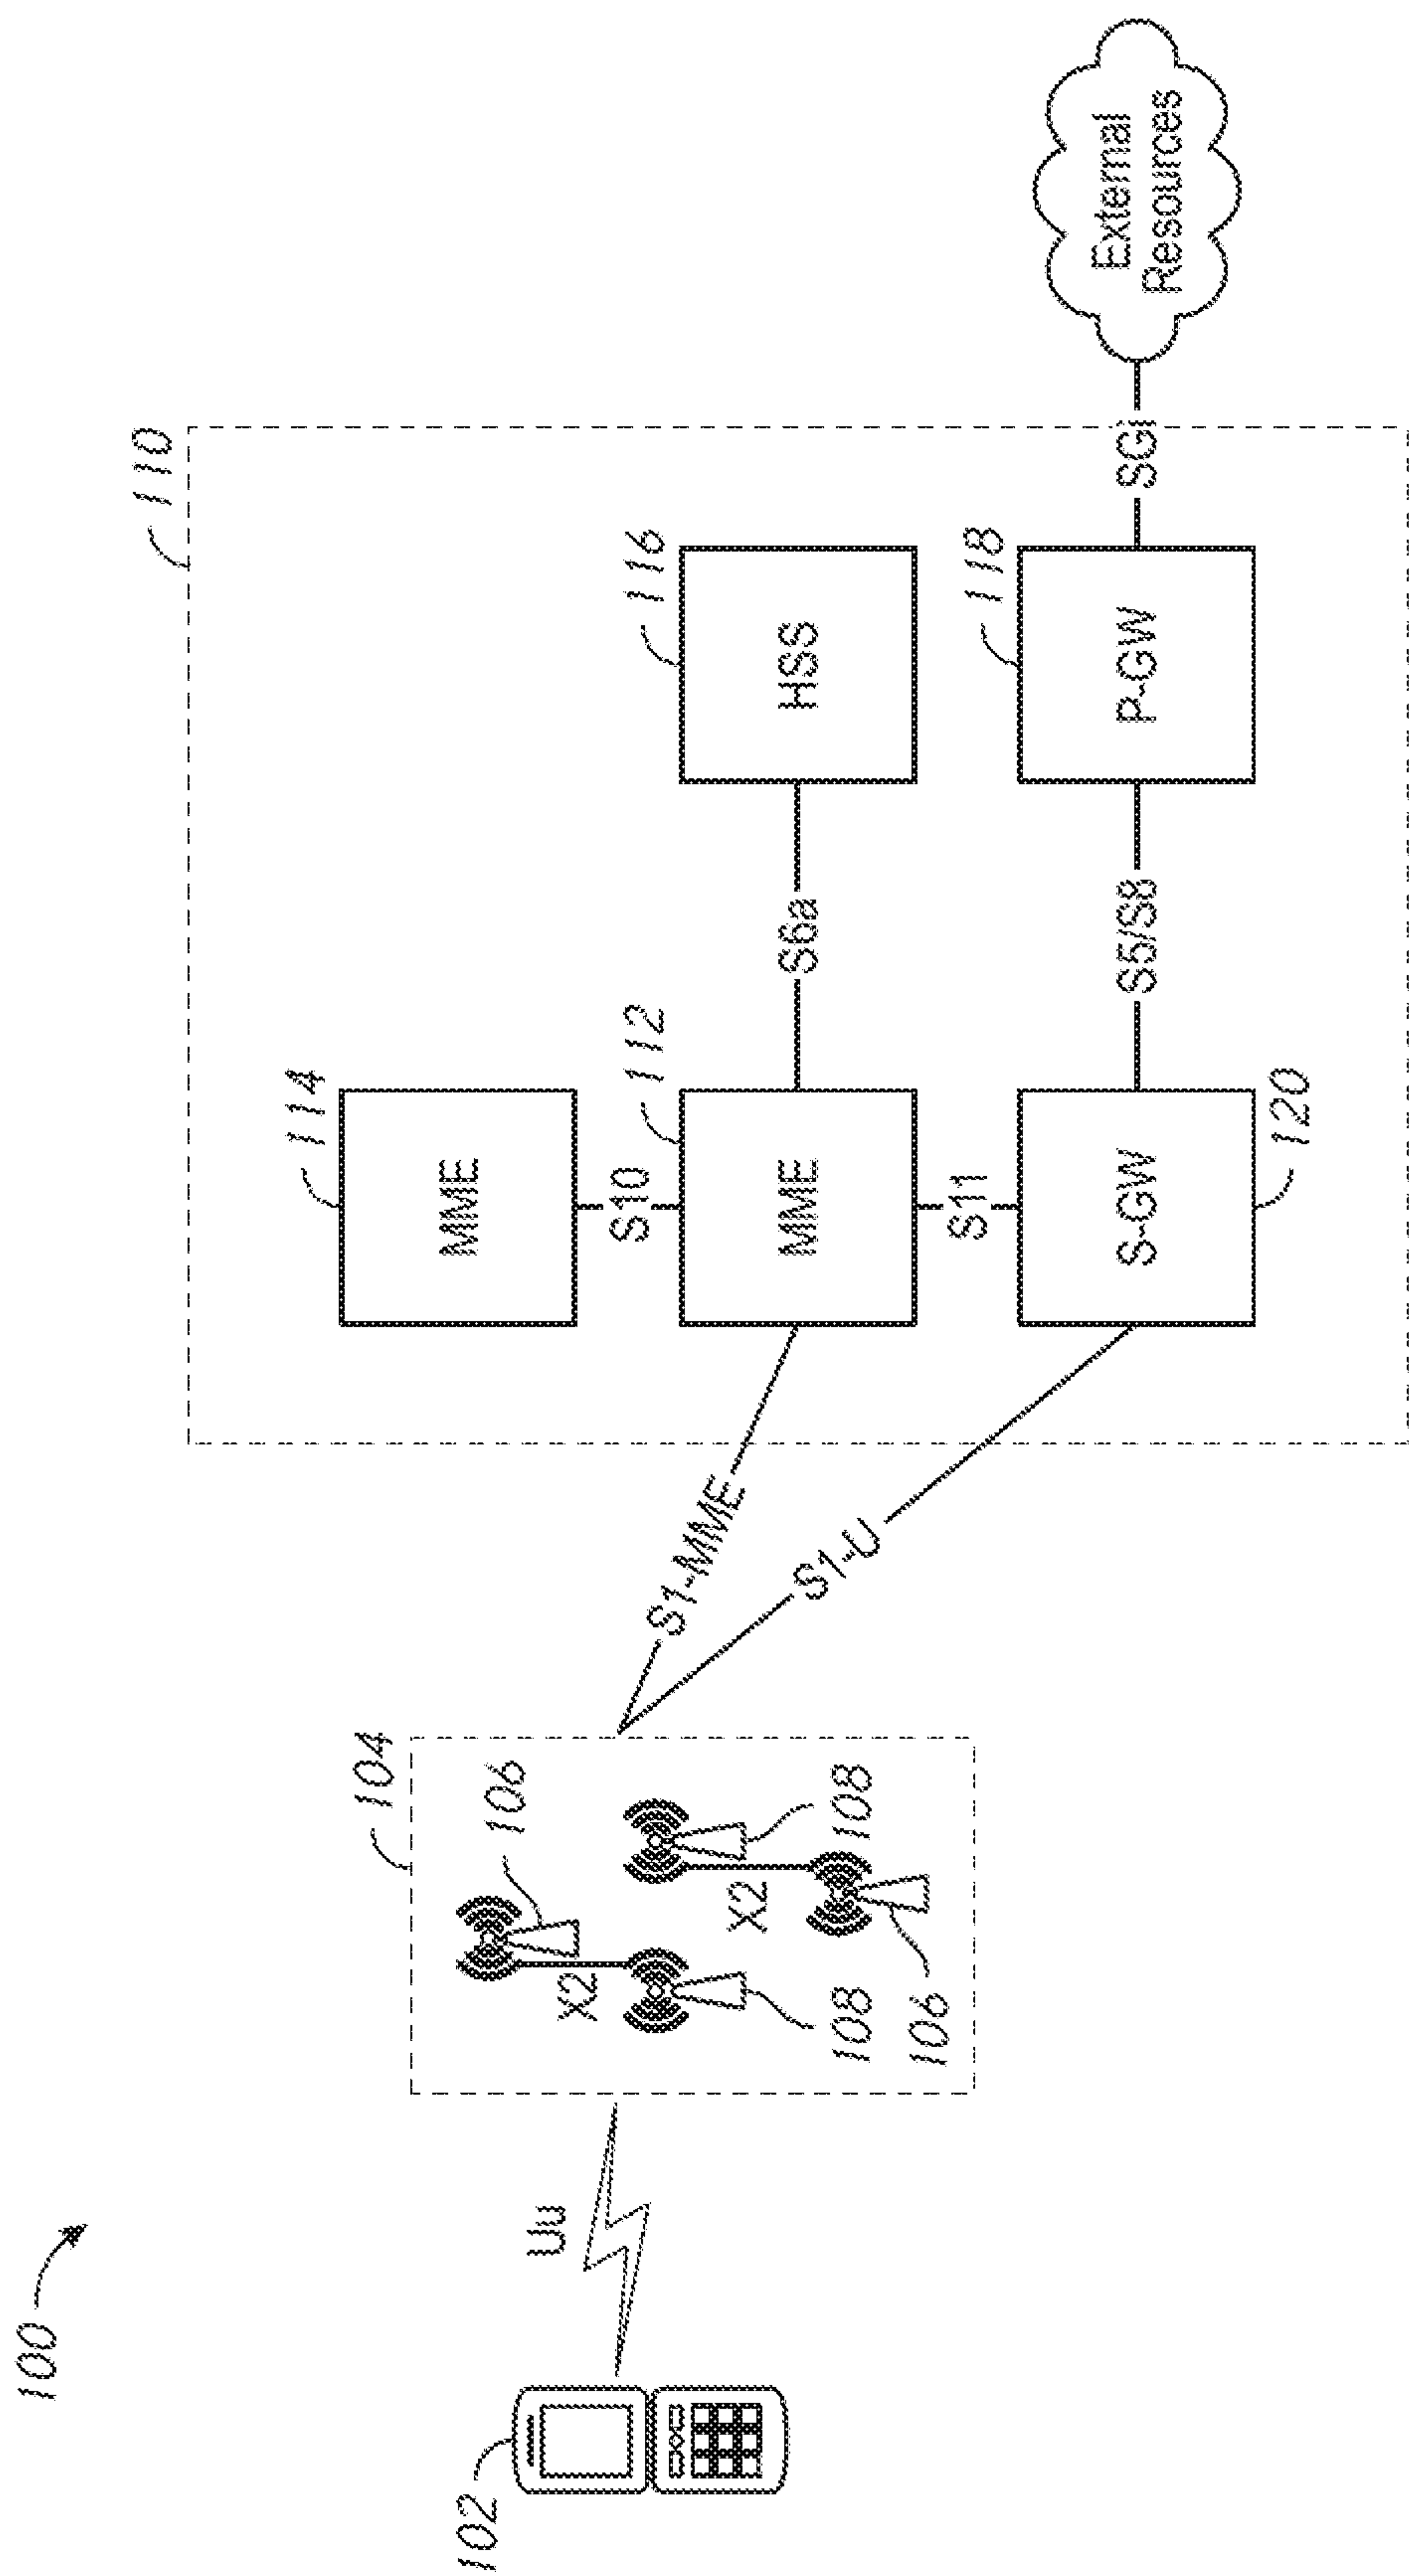 100
102
Uu
104
106
X2
108
X2
108
106
S1-MME
S1-U
110
114
MME
S10
112
MME
S6a
116
HSS
S11
S-GW
120
S5/S8
118
P-GW
SGi
External
Resources